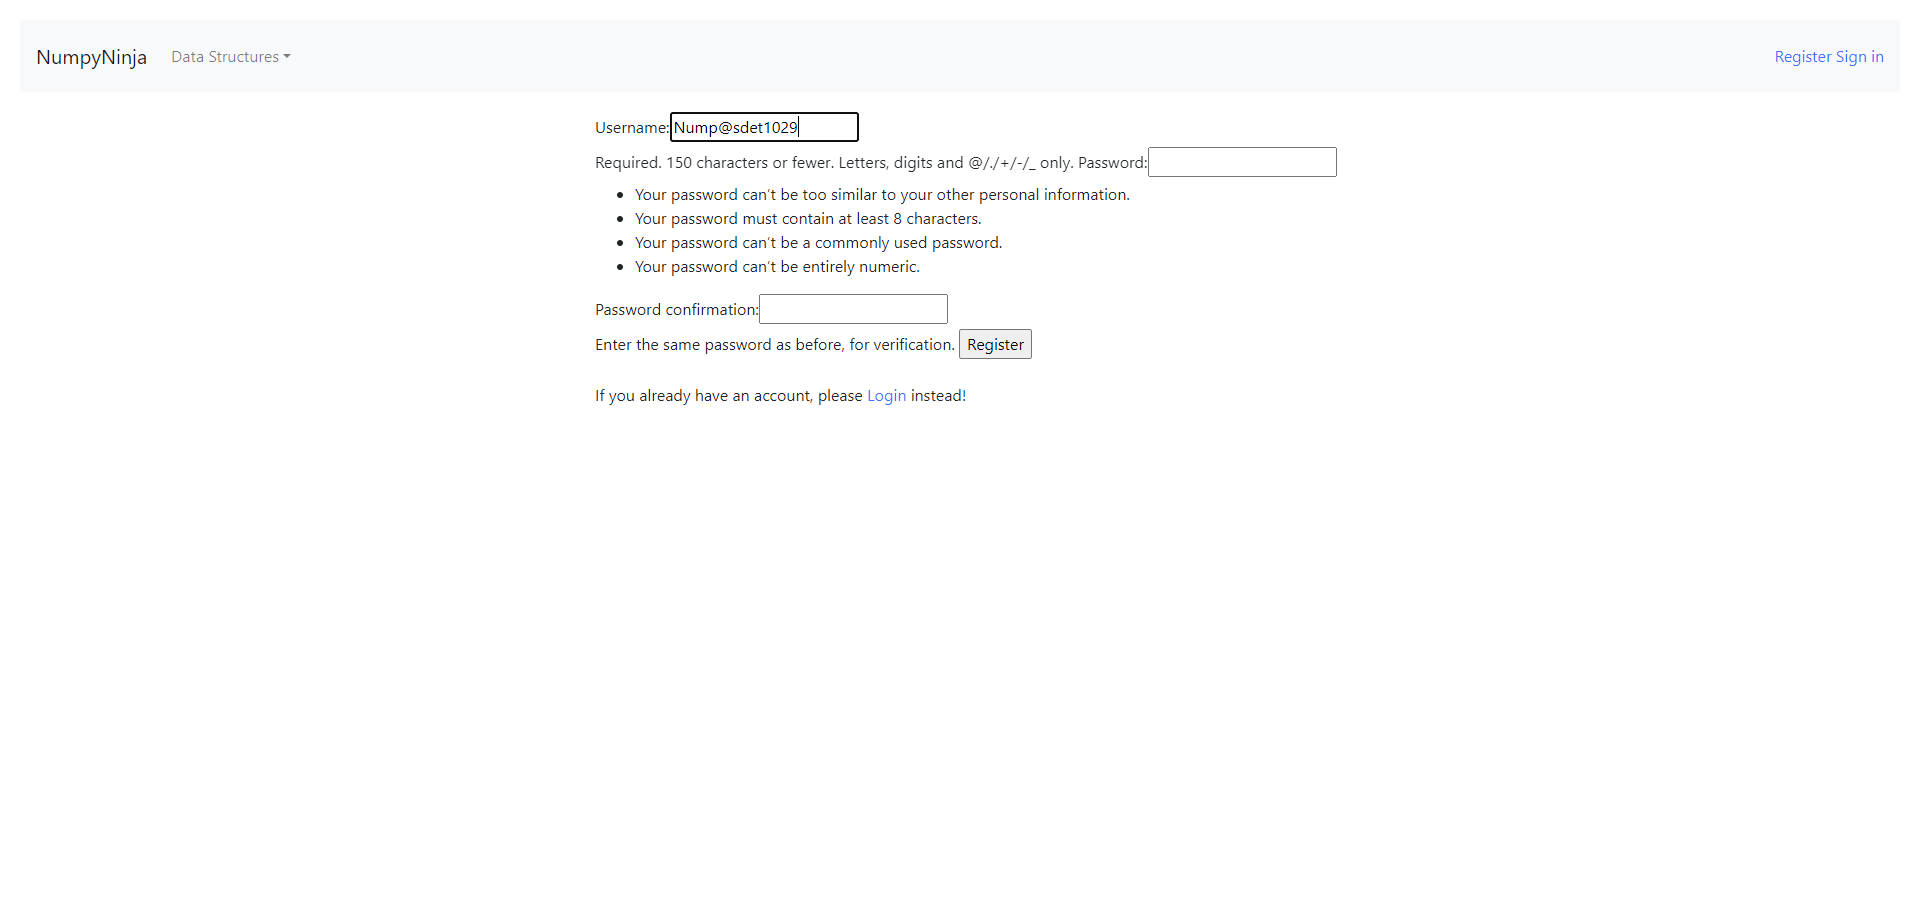 NumpyNinja Data Structures Register Sign in
Username: Nump@sdet1029
Required. 150 characters or fewer. Letters, digits and @/./+/-/_ only. Password:
• Your password can’t be too similar to your other personal information.
• Your password must contain at least 8 characters.
• Your password can’t be a commonly used password.
• Your password can’t be entirely numeric.
Password confirmation:
Enter the same password as before, for verification. Register
If you already have an account, please Login instead!